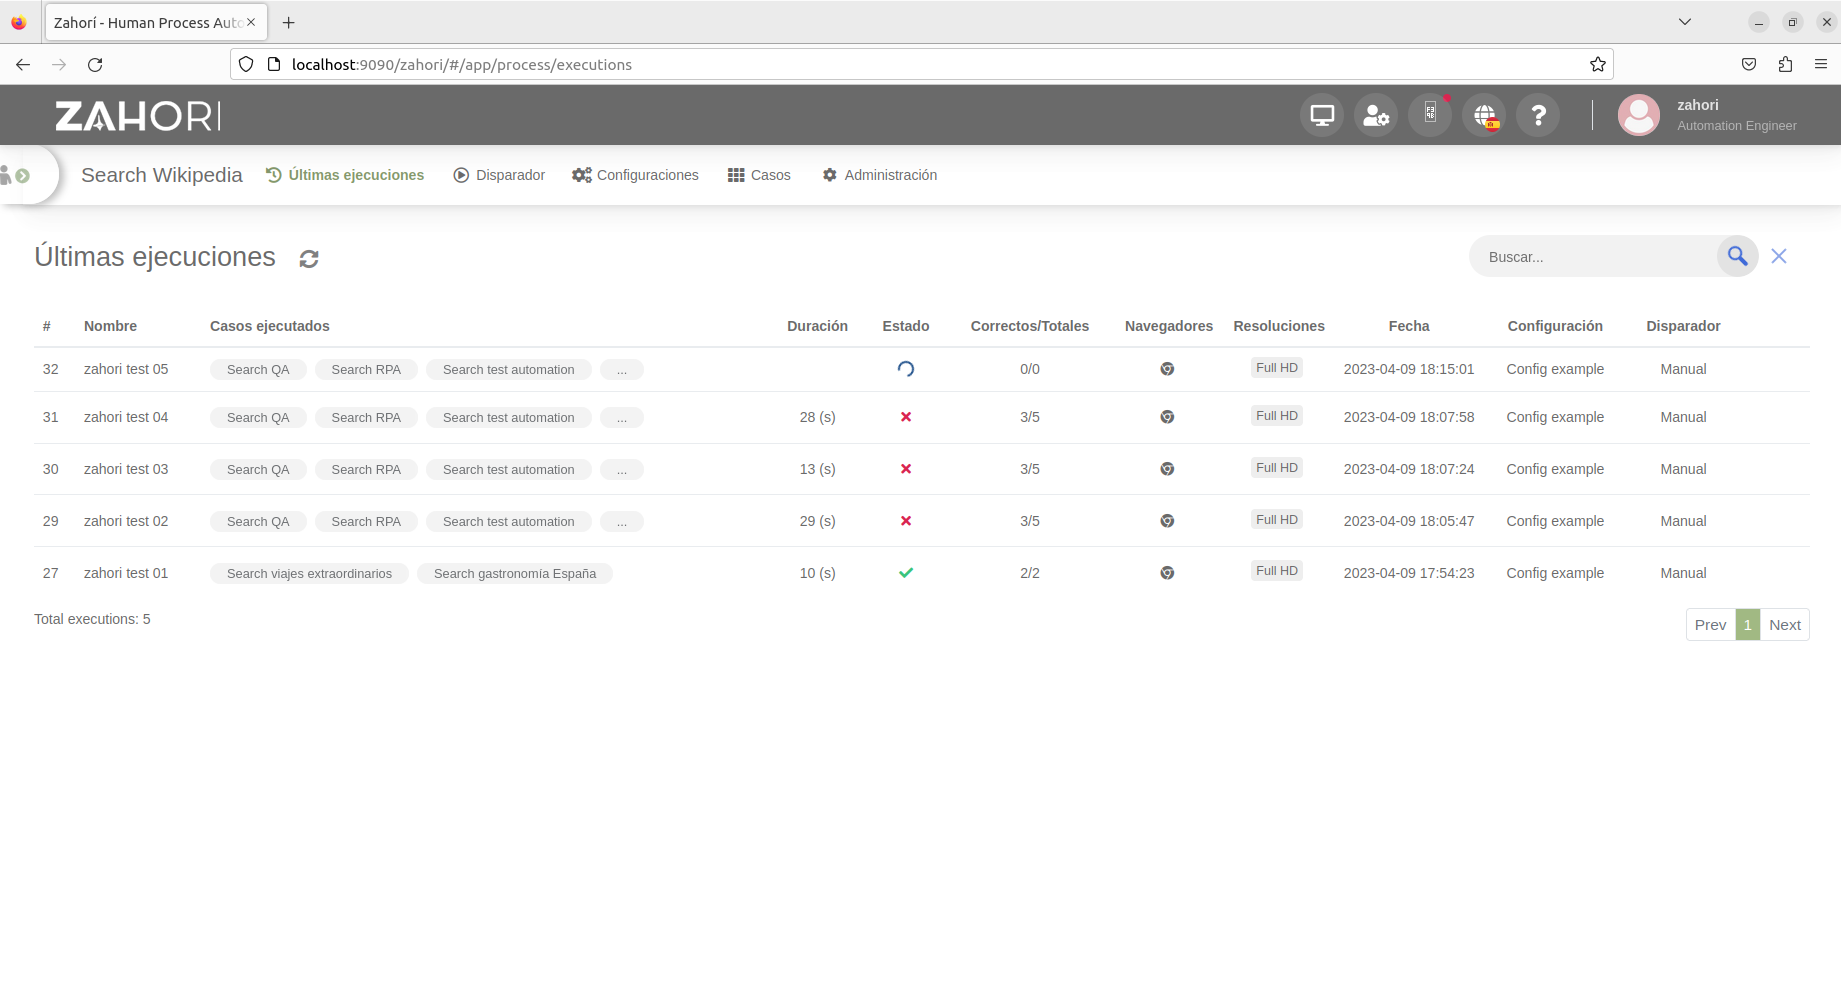 Zahorí - Human Process Auto
localhost:9090/zahori/#/app/process/executions
ZAHORI
zahori
Automation Engineer
Search Wikipedia Últimas ejecuciones Disparador Configuraciones Casos Administración
Últimas ejecuciones Buscar...
# Nombre Casos ejecutados Duración Estado Correctos/Totales Navegadores Resoluciones Fecha Configuración Disparador
32 zahori test 05 Search QA Search RPA Search test automation ... 0/0 Full HD 2023-04-09 18:15:01 Config example Manual
31 zahori test 04 Search QA Search RPA Search test automation ... 28 (s) 3/5 Full HD 2023-04-09 18:07:58 Config example Manual
30 zahori test 03 Search QA Search RPA Search test automation ... 13 (s) 3/5 Full HD 2023-04-09 18:07:24 Config example Manual
29 zahori test 02 Search QA Search RPA Search test automation ... 29 (s) 3/5 Full HD 2023-04-09 18:05:47 Config example Manual
27 zahori test 01 Search viajes extraordinarios Search gastronomía España 10 (s) 2/2 Full HD 2023-04-09 17:54:23 Config example Manual
Total executions: 5
Prev 1 Next